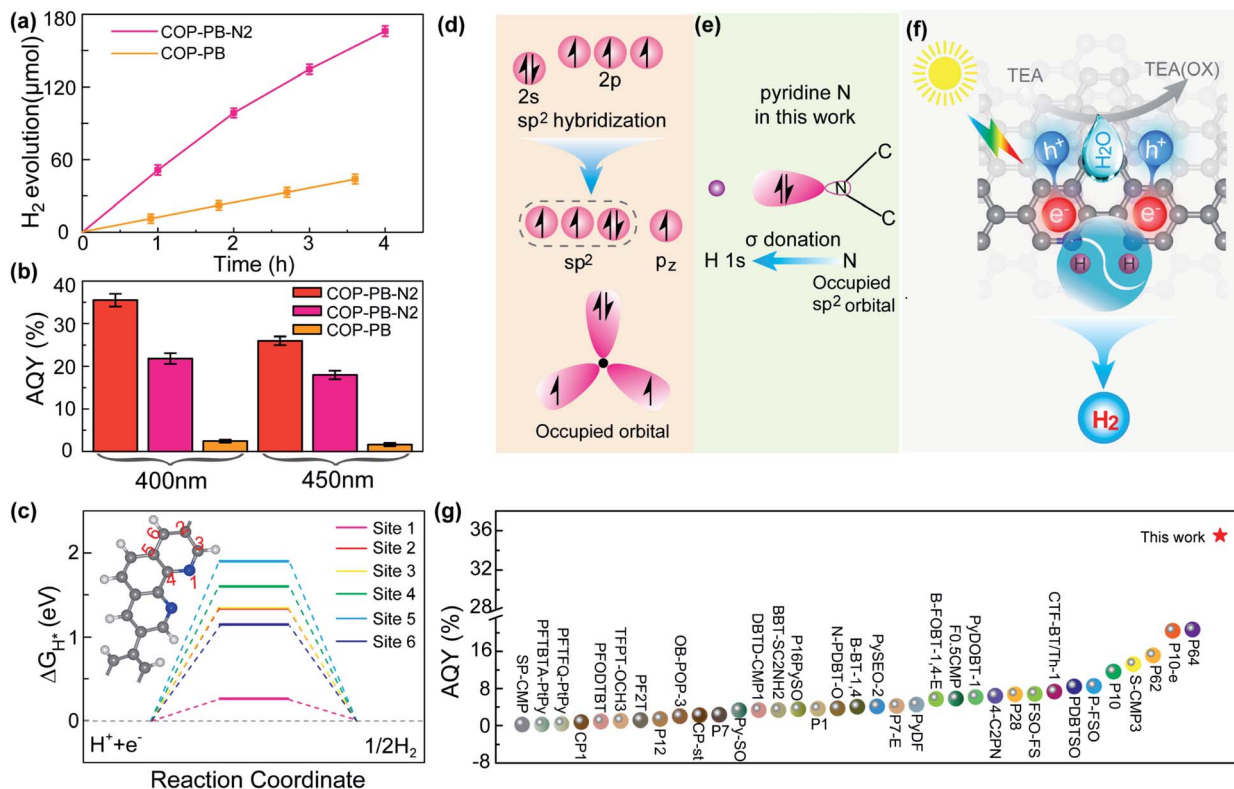 (a)
180
120
60
0
H2 evolution(μmol)
COP-PB-N2
COP-PB
0 1 2 3 4
Time (h)
(b)
40
30
20
10
0
AQY (%)
COP-PB-N2
COP-PB-N2
COP-PB
400nm
450nm
(c)
2
1
0
ΔG_H* (eV)
6
2
3
5
4
1
Site 1
Site 2
Site 3
Site 4
Site 5
Site 6
H⁺+e⁻
1/2H2
Reaction Coordinate
(d)
2s
2p
sp² hybridization
sp²
pz
Occupied orbital
(e)
pyridine N
in this work
C
N
C
σ donation
H 1s
N
Occupied
sp² orbital
(f)
TEA
TEA(OX)
h⁺
H2O
h⁺
e⁻
e⁻
H
H
H2
(g)
36
32
28
16
8
0
-8
AQY (%)
This work
SP-CMP
PFTBTA-PtPy
PFTFQ-PtPy
CP1
PFODTBT
TFPT-OCH3
PF2T
P12
OB-POP-3
CP-st
P7
Py-SO
DBTD-CMP1
BBT-SC2NH2
P16PySO
P1
N-PDBT-O
B-BT-1,4
PySEO-2
P7-E
PyDF
B-FOBT-1,4-E
F0.5CMP
PyDOBT-1
4-C2PN
P28
FSO-FS
CTF-BT/Th-1
PDBTSO
P-FSO
P10
S-CMP3
P62
P10-e
P64